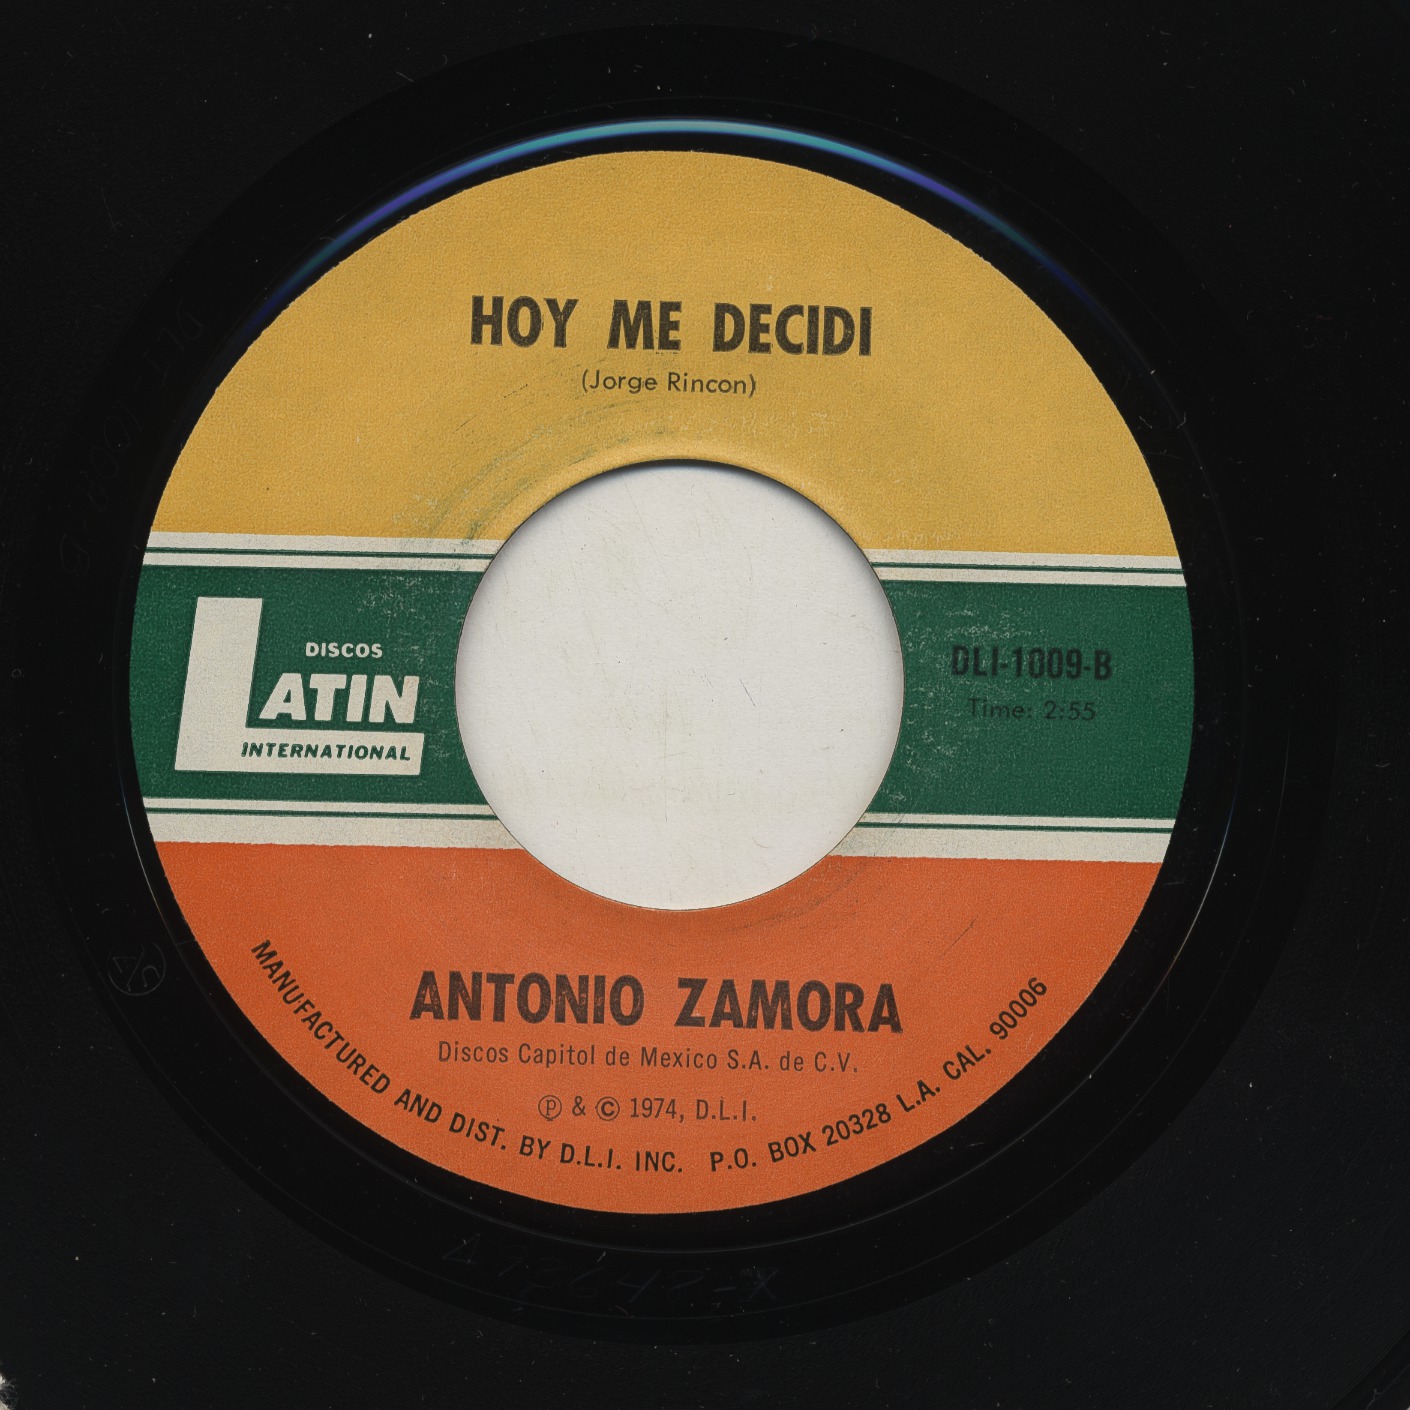 HOY ME DECIDI
(Jorge Rincon)
DISCOS
LATIN
INTERNATIONAL
DLI-1009-B
Time: 2:55
ANTONIO ZAMORA
Discos Capitol de Mexico S.A. de C.V.
Ⓟ & © 1974, D.L.I.
MANUFACTURED AND DIST. BY D.L.I. INC. P.O. BOX 20328 L.A. CAL. 90006